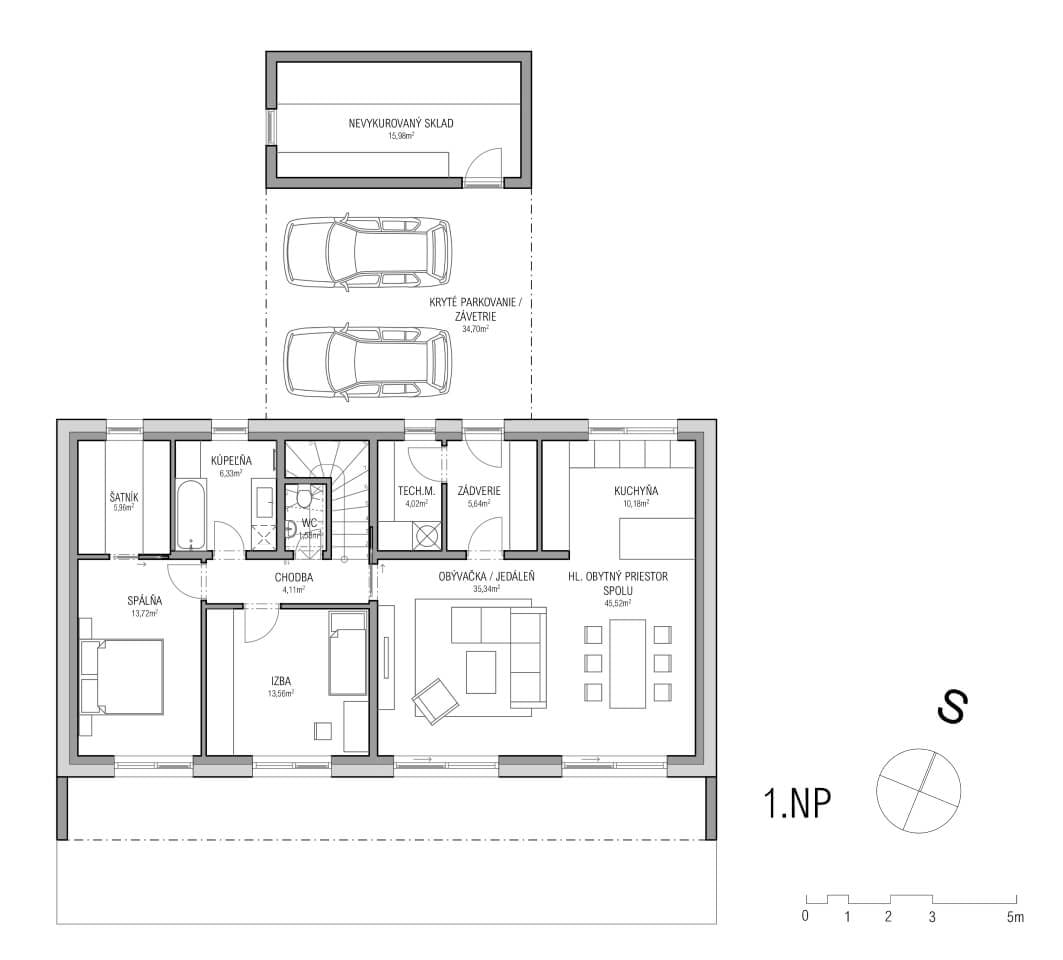 NEVYKUROVANÝ SKLAD
15,98m²
KRYTÉ PARKOVANIE /
ZÁVETRIE
34,70m²
KÚPEĽŇA
6,33m²
ŠATNÍK
5,96m²
WC
1,58m²
TECH.M.
4,02m²
ZÁDVERIE
5,64m²
KUCHYŇA
10,18m²
CHODBA
4,11m²
OBÝVAČKA / JEDÁLEŇ
35,34m²
HL. OBYTNÝ PRIESTOR
SPOLU
45,52m²
SPÁLŇA
13,72m²
IZBA
13,56m²
S
1.NP
0 1 2 3 5m